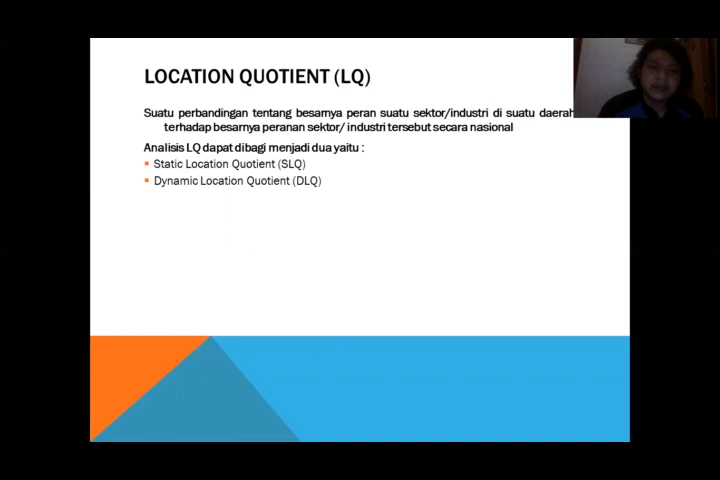 LOCATION QUOTIENT (LQ)
Suatu perbandingan tentang besarnya peran suatu sektor/industri di suatu daerah
terhadap besarnya peranan sektor/ industri tersebut secara nasional
Analisis LQ dapat dibagi menjadi dua yaitu :
Static Location Quotient (SLQ)
Dynamic Location Quotient (DLQ)